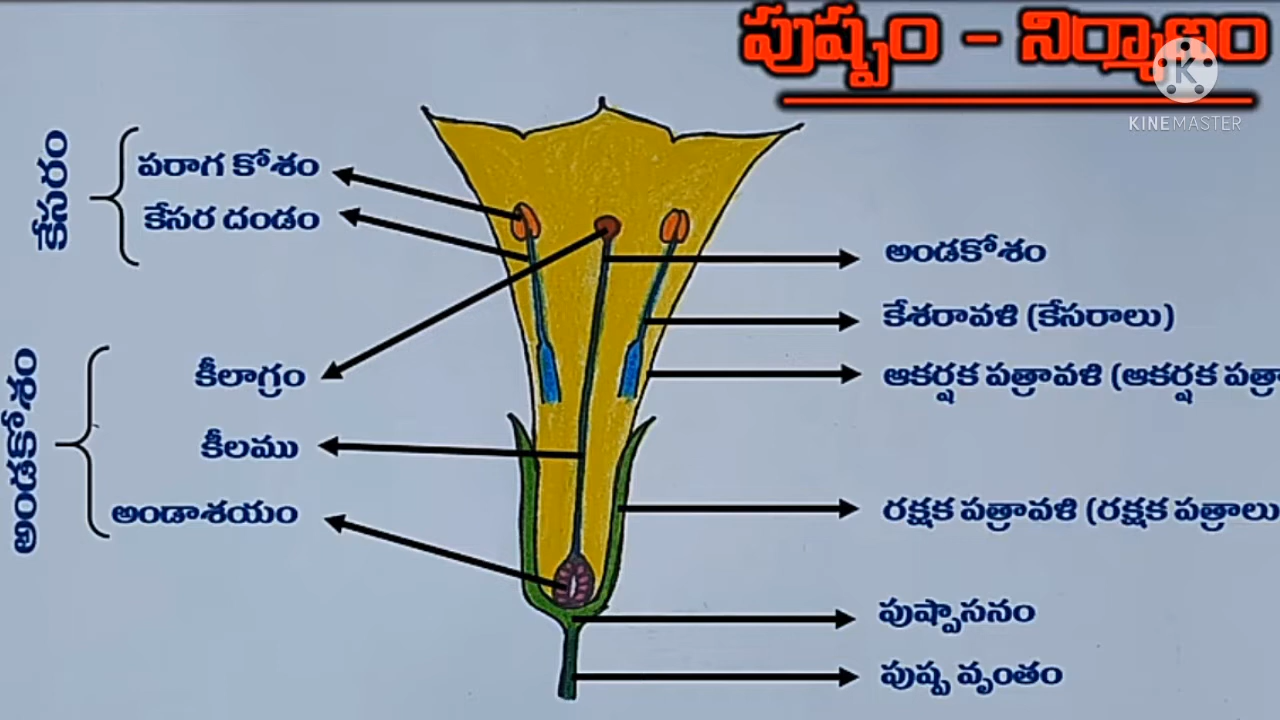 పుష్పం - నిర్మాణం
K
KINEMASTER
కేసరం
పరాగ కోశం
కేసర దండం
అండకోశం
కీలాగ్రం
కీలము
అండాశయం
అండకోశం
కేశరావళి (కేసరాలు)
ఆకర్షక పత్రావళి (ఆకర్షక పత్రా
రక్షక పత్రావళి (రక్షక పత్రాలు
పుష్పాసనం
పుష్ప వృంతం